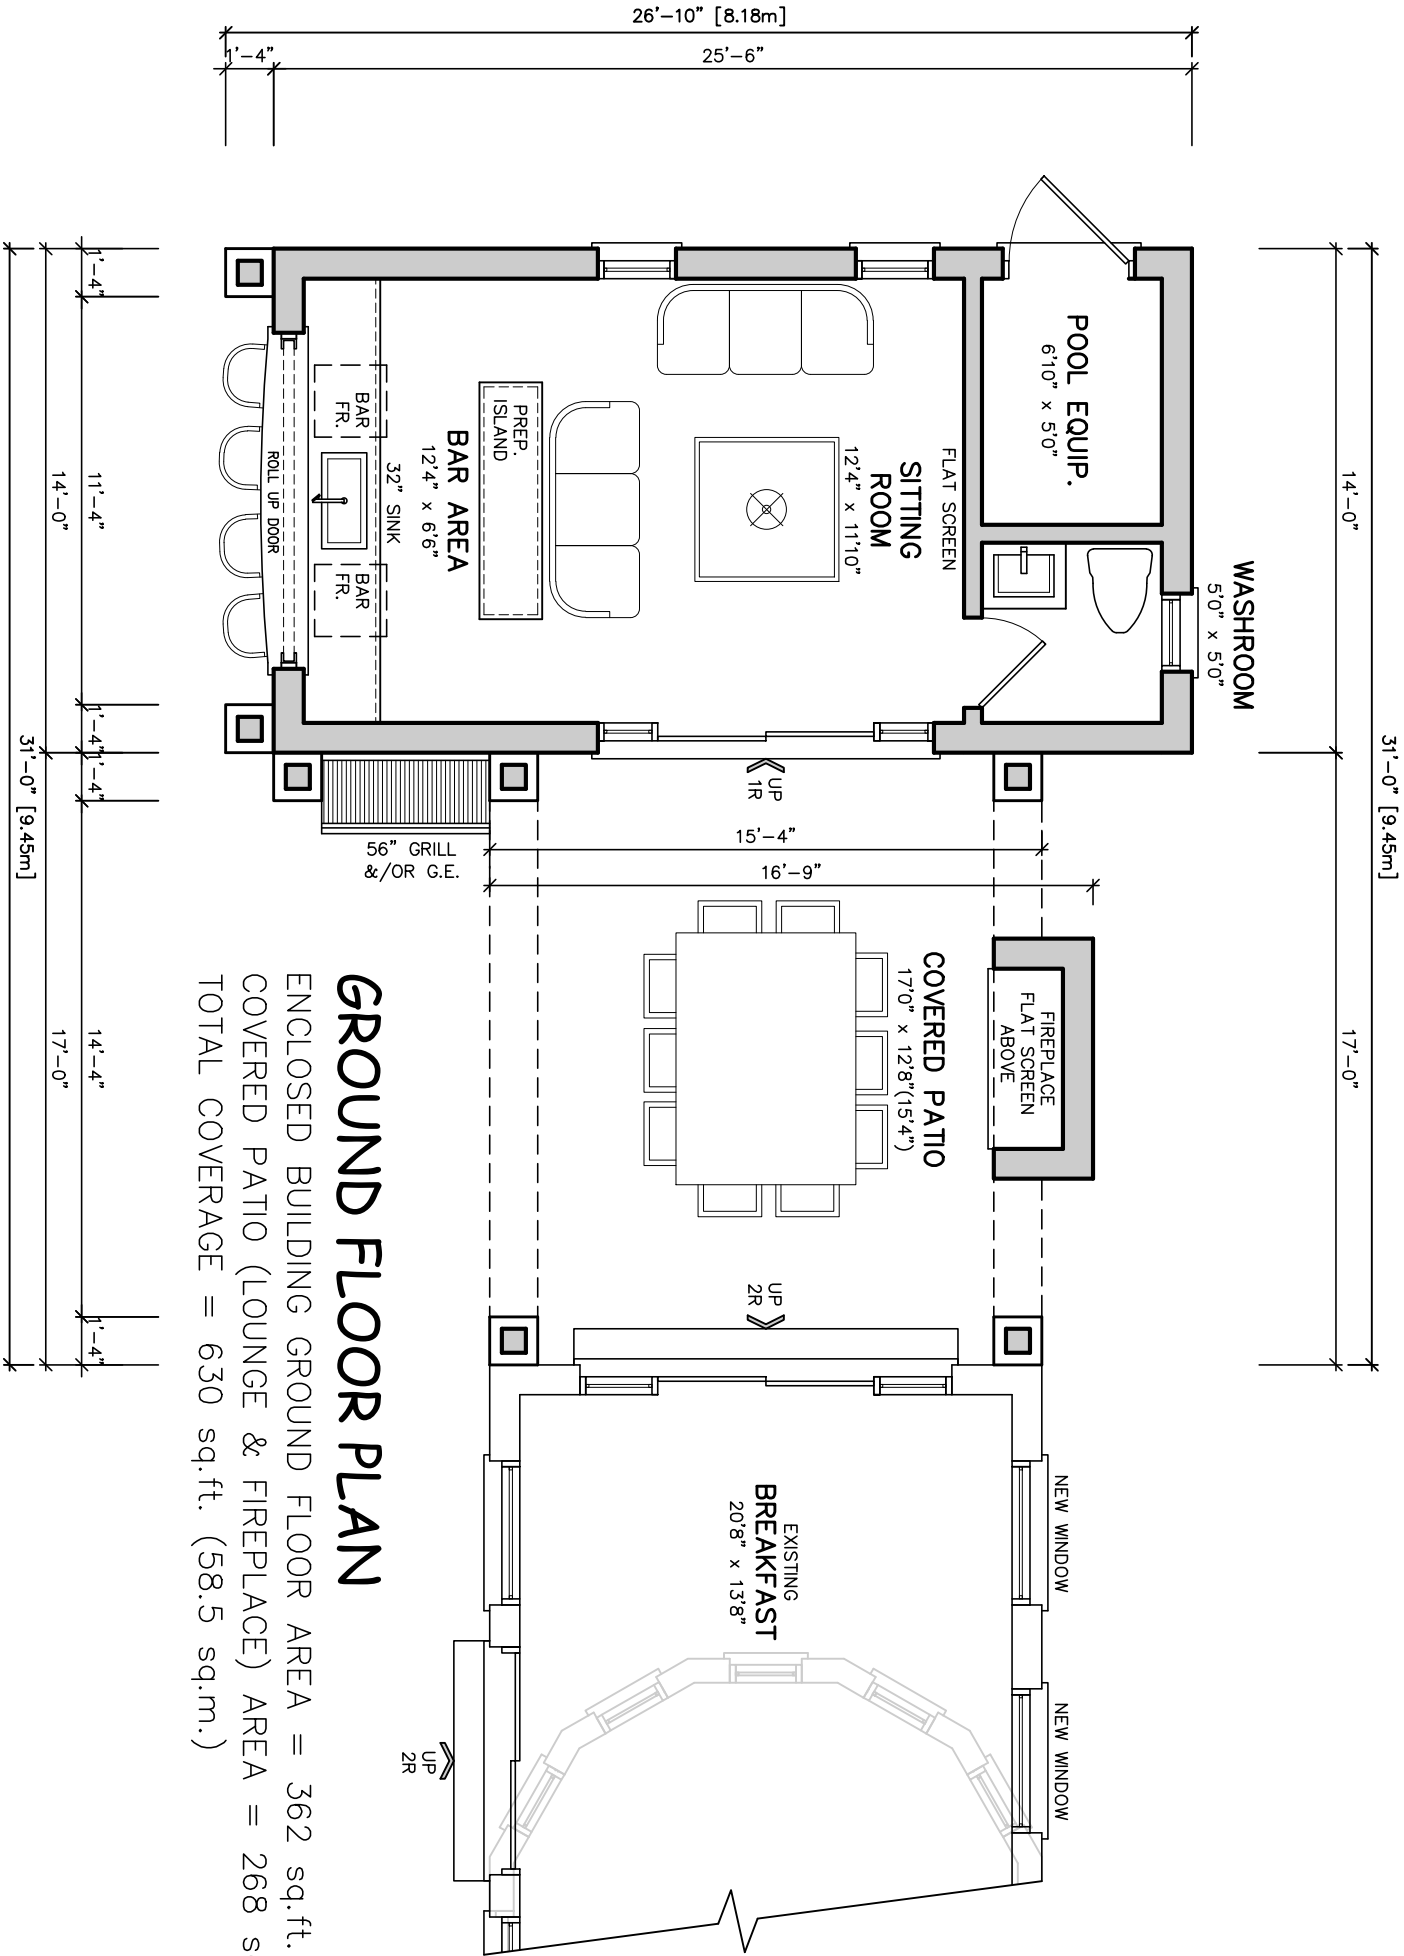 31'-0" [9.45m]
14'-0"
17'-0"
WASHROOM
5'0" x 5'0"
POOL EQUIP.
6'10" x 5'0"
FLAT SCREEN
SITTING
ROOM
12'4" x 11'10"
PREP.
ISLAND
BAR AREA
12'4" x 6'6"
32" SINK
BAR
FR.
BAR
FR.
ROLL UP DOOR
26'-10" [8.18m]
25'-6"
1'-4"
UP
1R
15'-4"
16'-9"
56" GRILL
&/OR G.E.
FIREPLACE
FLAT SCREEN
ABOVE
COVERED PATIO
17'0" x 12'8"(15'4")
UP
2R
NEW WINDOW
NEW WINDOW
EXISTING
BREAKFAST
20'8" x 13'8"
UP
2R
GROUND FLOOR PLAN
ENCLOSED BUILDING GROUND FLOOR AREA = 362 sq.ft.
COVERED PATIO (LOUNGE & FIREPLACE) AREA = 268 s
TOTAL COVERAGE = 630 sq.ft. (58.5 sq.m.)
1'-4"
11'-4"
1'-4"
1'-4"
14'-4"
1'-4"
14'-0"
17'-0"
31'-0" [9.45m]